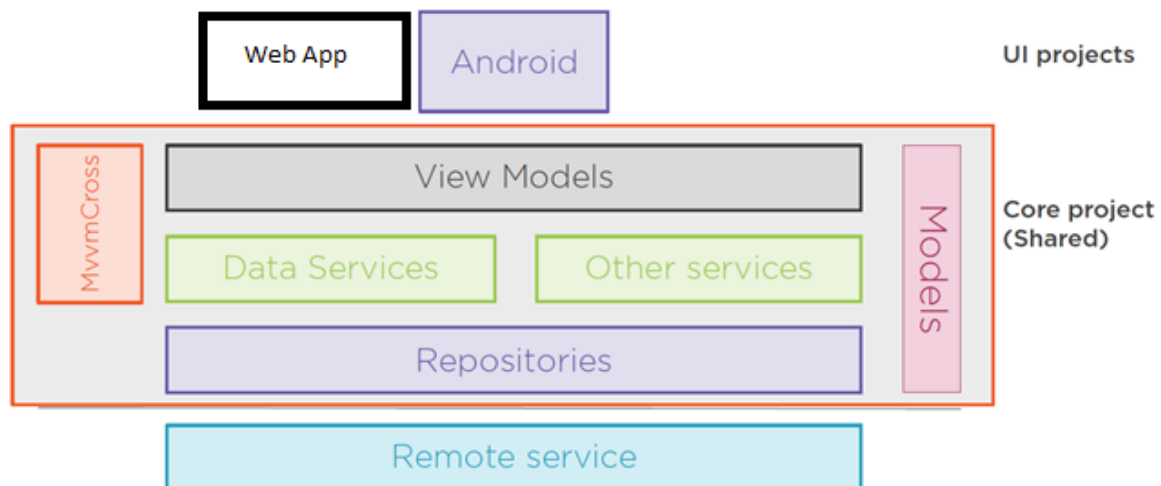 Web App
Android
UI projects
MvvmCross
View Models
Models
Core project
(Shared)
Data Services
Other services
Repositories
Remote service